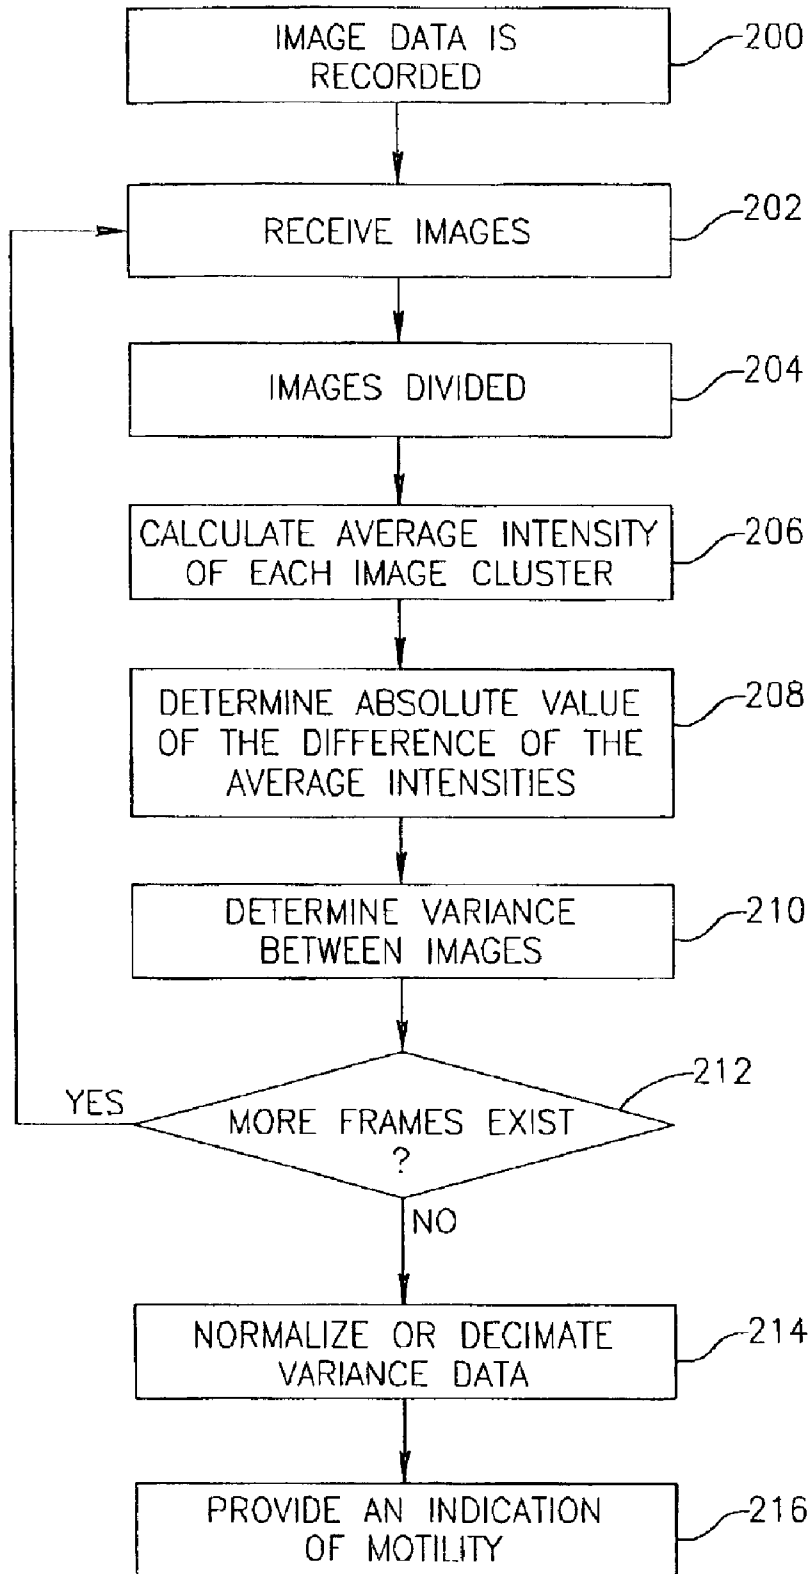 IMAGE DATA IS
RECORDED
200
RECEIVE IMAGES
202
IMAGES DIVIDED
204
CALCULATE AVERAGE INTENSITY
OF EACH IMAGE CLUSTER
206
DETERMINE ABSOLUTE VALUE
OF THE DIFFERENCE OF THE
AVERAGE INTENSITIES
208
DETERMINE VARIANCE
BETWEEN IMAGES
210
YES
MORE FRAMES EXIST
?
212
NO
NORMALIZE OR DECIMATE
VARIANCE DATA
214
PROVIDE AN INDICATION
OF MOTILITY
216